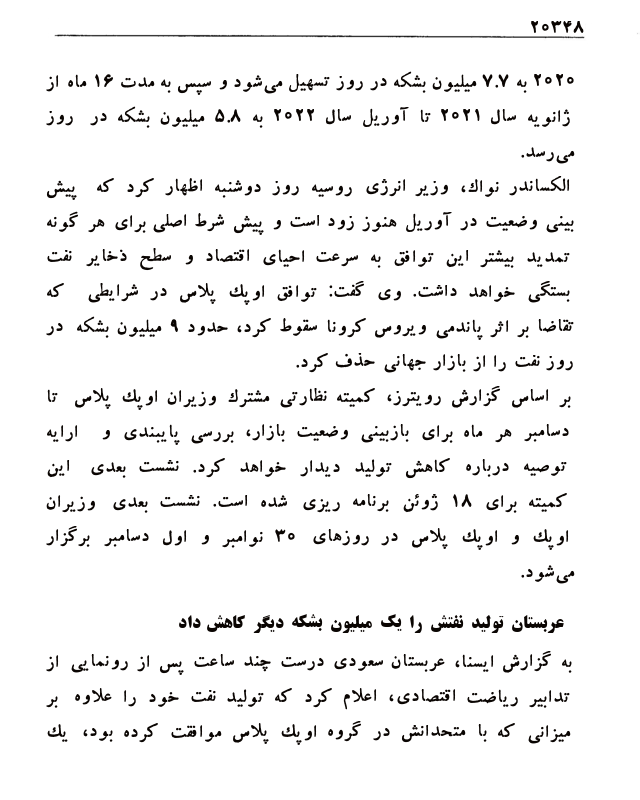 ۲۰۳۴۸
۲۰۲۰ به ۷.۷ میلیون بشکه در روز تسهیل می‌شود و سپس به مدت ۱۶ ماه از
ژانویه سال ۲۰۲۱ تا آوریل سال ۲۰۲۲ به ۵.۸ میلیون بشکه در روز
می‌رسد.
الکساندر نواك، وزیر انرژی روسیه روز دوشنبه اظهار کرد که پیش
بینی وضعیت در آوریل هنوز زود است و پیش شرط اصلی برای هر گونه
تمدید بیشتر این توافق به سرعت احیای اقتصاد و سطح ذخایر نفت
بستگی خواهد داشت. وی گفت: توافق اوپك پلاس در شرایطی که
تقاضا بر اثر پاندمی ویروس کرونا سقوط کرد، حدود ۹ میلیون بشکه در
روز نفت را از بازار جهانی حذف کرد.
بر اساس گزارش رویترز، کمیته نظارتی مشترك وزیران اوپك پلاس تا
دسامبر هر ماه برای بازبینی وضعیت بازار، بررسی پایبندی و ارایه
توصیه درباره کاهش تولید دیدار خواهد کرد. نشست بعدی این
کمیته برای ۱۸ ژوئن برنامه ریزی شده است. نشست بعدی وزیران
اوپك و اوپك پلاس در روزهای ۳۰ نوامبر و اول دسامبر برگزار
می‌شود.
عربستان تولید نفتش را یک میلیون بشکه دیگر کاهش داد
به گزارش ایسنا، عربستان سعودی درست چند ساعت پس از رونمایی از
تدابیر ریاضت اقتصادی، اعلام کرد که تولید نفت خود را علاوه بر
میزانی که با متحدانش در گروه اوپك پلاس موافقت کرده بود، یك